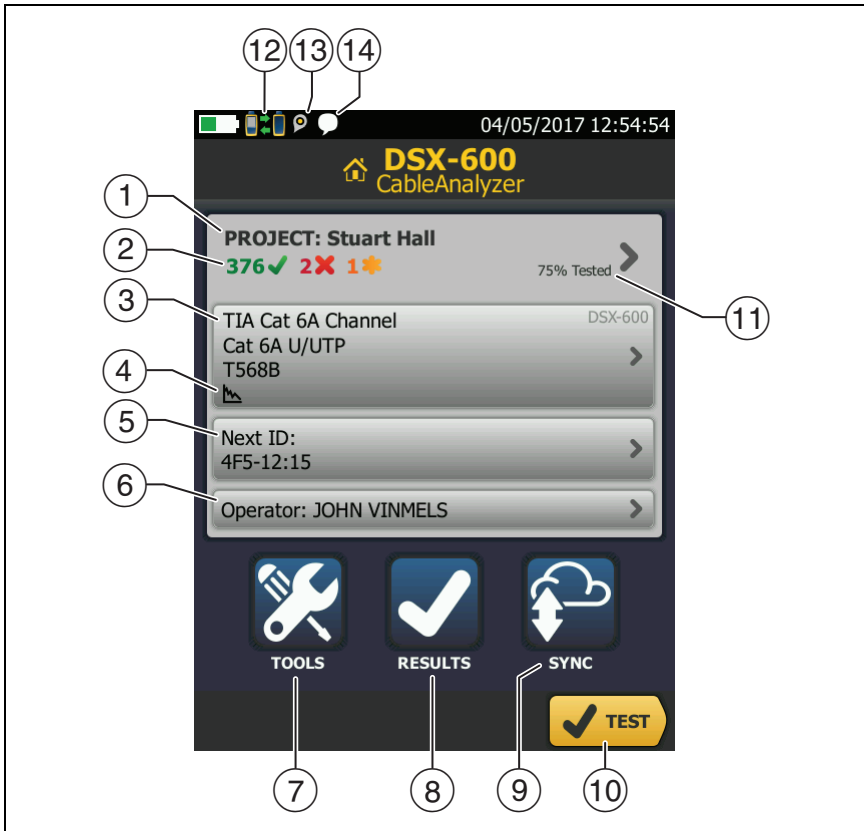 12 13 14
04/05/2017 12:54:54
DSX-600
CableAnalyzer
1
PROJECT: Stuart Hall
2
376 2 1
75% Tested
3
TIA Cat 6A Channel
DSX-600
11
Cat 6A U/UTP
T568B
4
5
Next ID:
4F5-12:15
6
Operator: JOHN VINMELS
TOOLS RESULTS SYNC
TEST
7 8 9 10